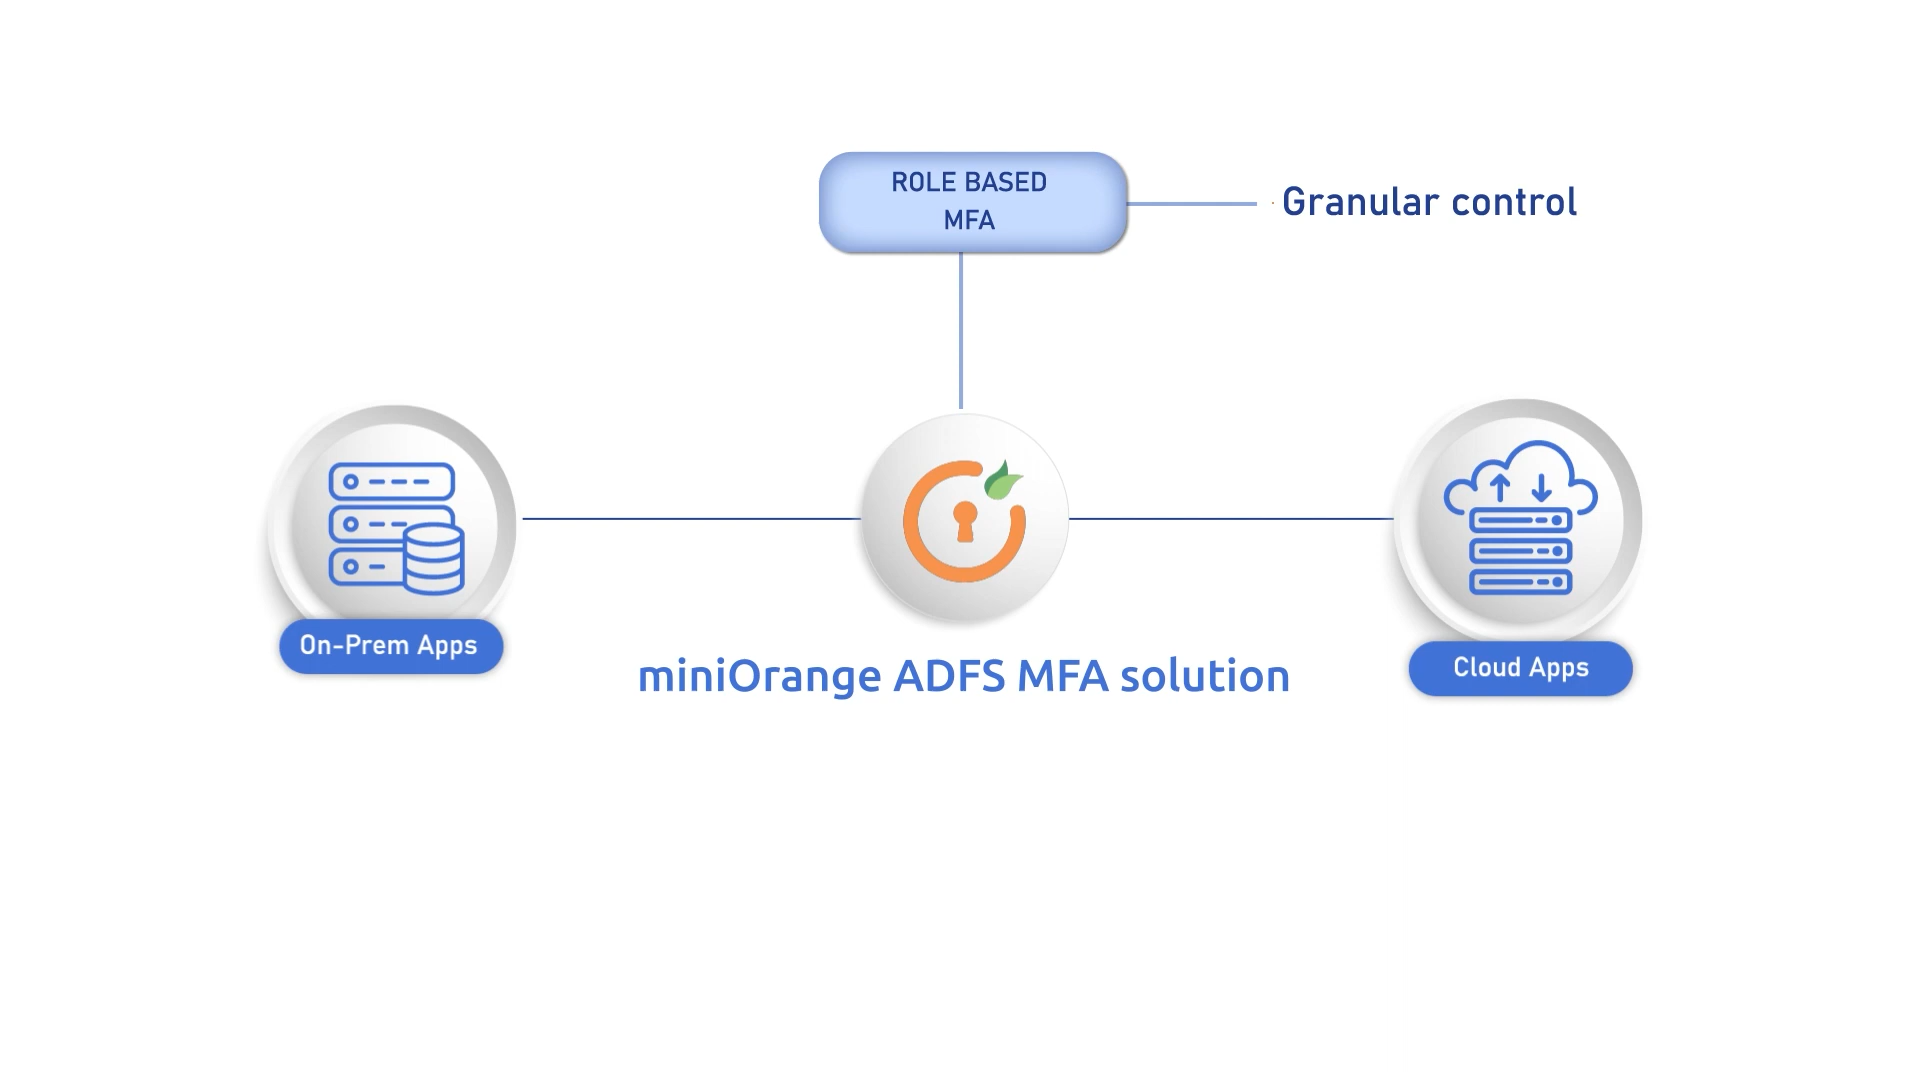 ROLE BASED
MFA
Granular control
On-Prem Apps
miniOrange ADFS MFA solution
Cloud Apps